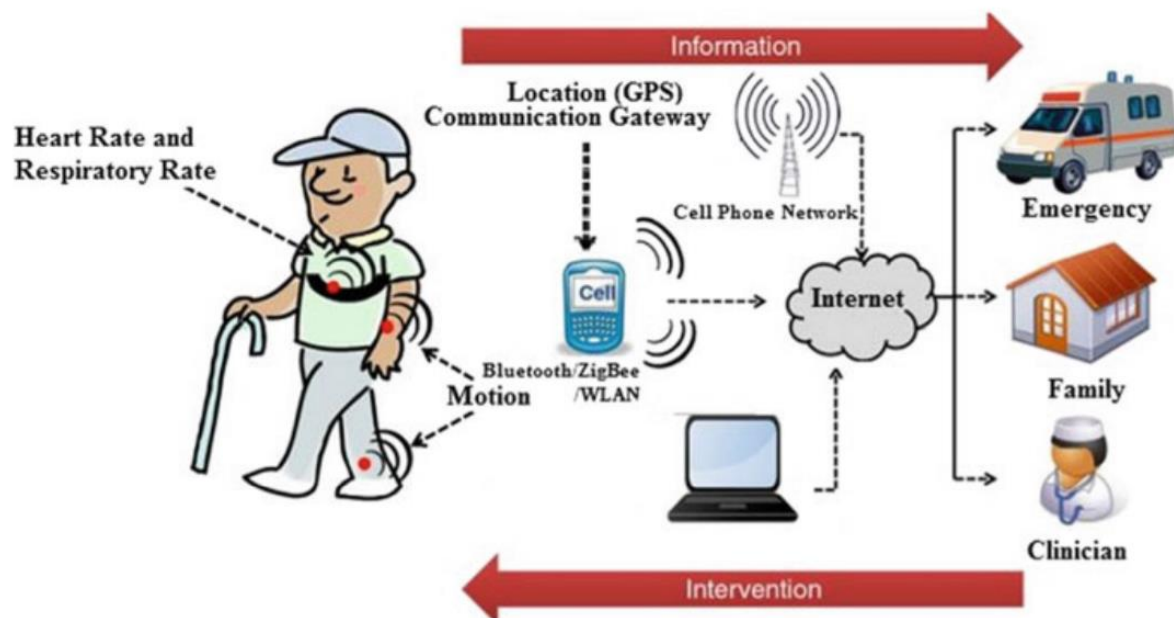 Information
Location (GPS)
Communication Gateway
Heart Rate and
Respiratory Rate
Cell Phone Network
Emergency
Cell
Internet
Bluetooth/ZigBee
/WLAN
Motion
Family
Clinician
Intervention